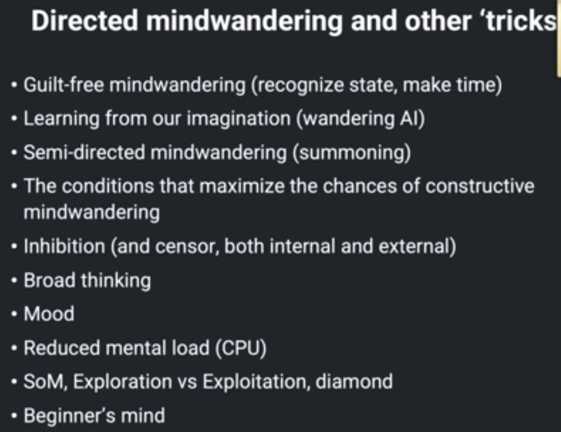 Directed mindwandering and other ‘tricks
• Guilt-free mindwandering (recognize state, make time)
• Learning from our imagination (wandering AI)
• Semi-directed mindwandering (summoning)
• The conditions that maximize the chances of constructive
mindwandering
• Inhibition (and censor, both internal and external)
• Broad thinking
• Mood
• Reduced mental load (CPU)
• SoM, Exploration vs Exploitation, diamond
• Beginner’s mind